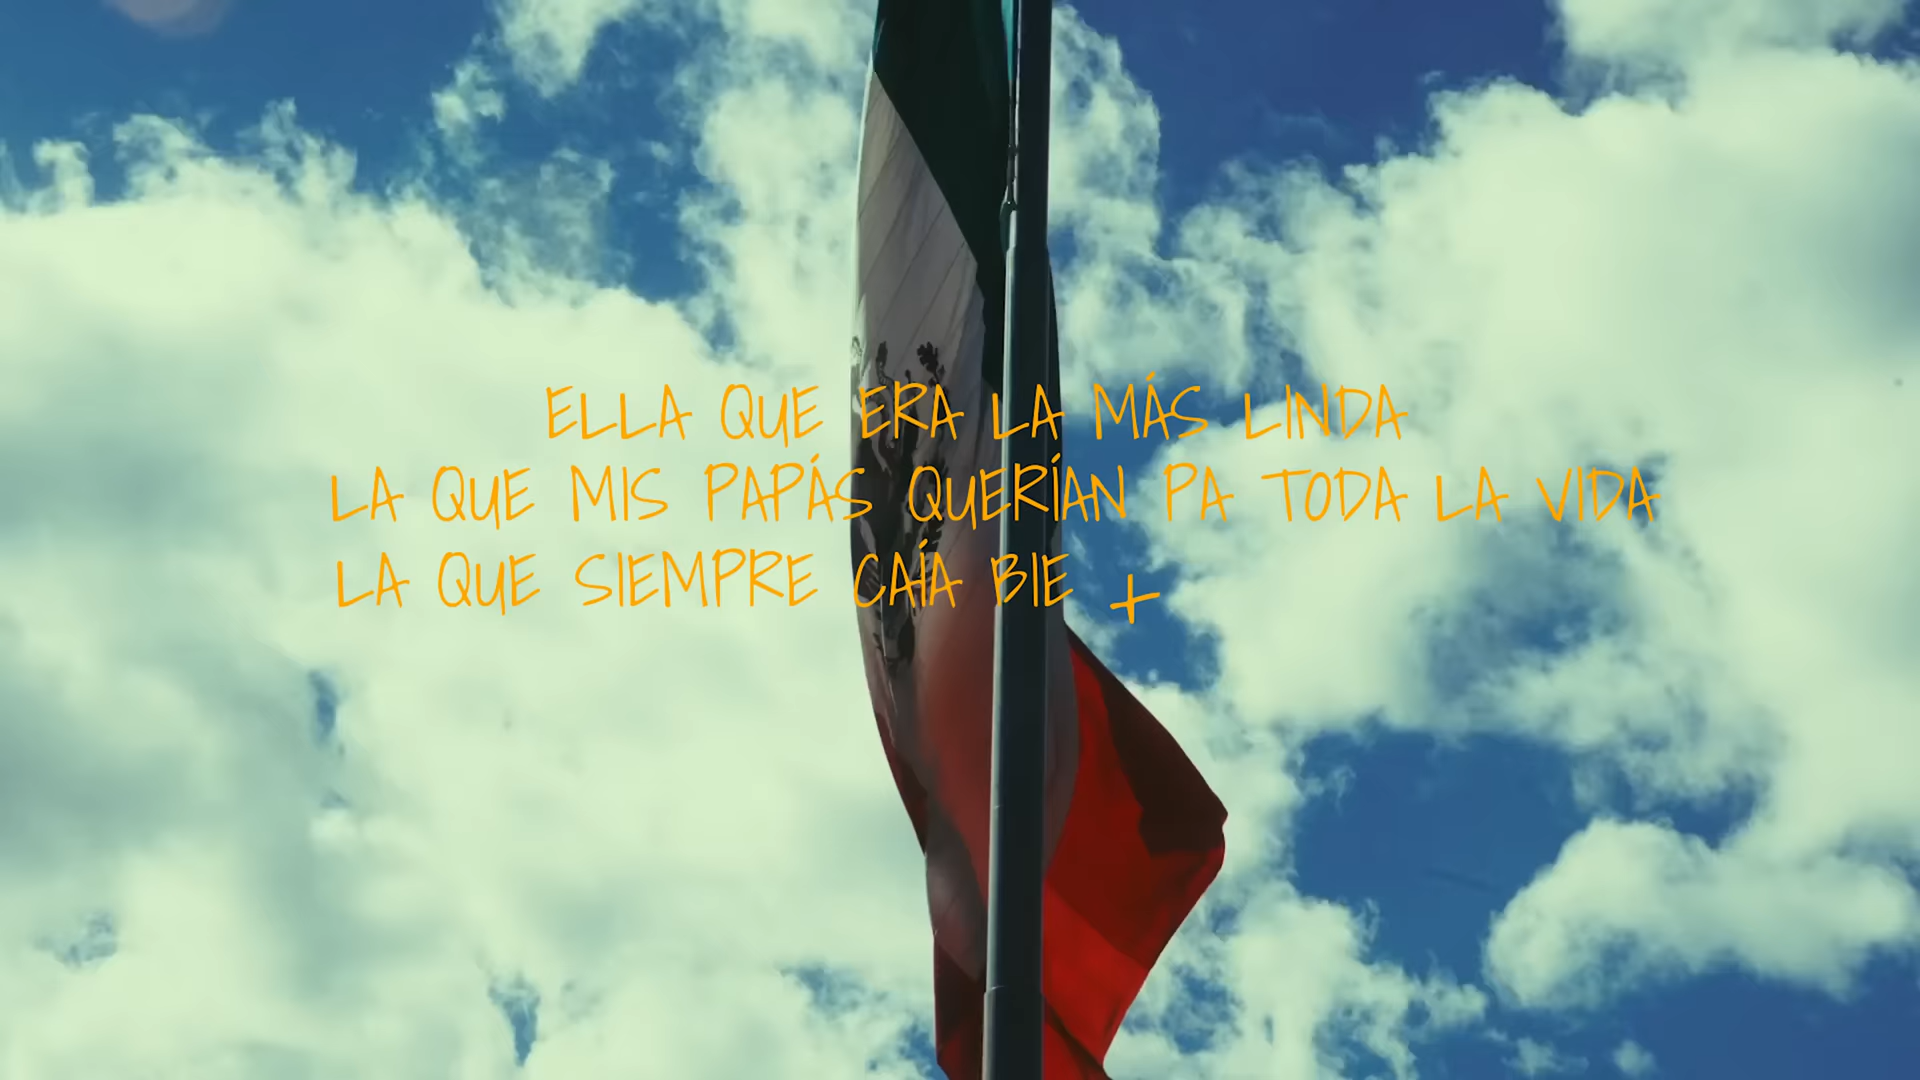 ELLA QUE ERA LA MÁS LINDA
LA QUE MIS PAPÁS QUERÍAN PA TODA LA VIDA
LA QUE SIEMPRE CAÍA BIE +